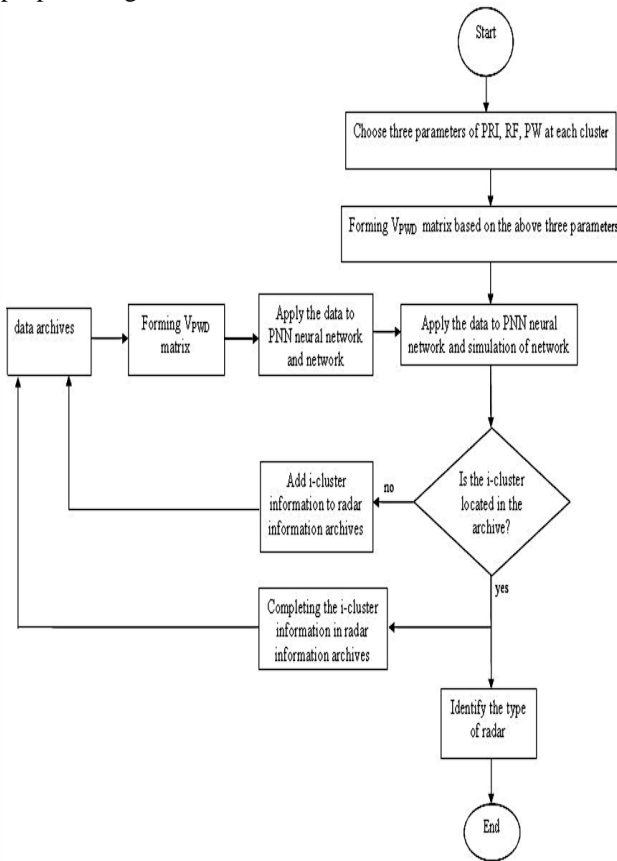 Start
Choose three parameters of PRI, RF, PW at each cluster
Forming VPWD matrix based on the above three parameters
data archives
Forming VPWD
matrix
Apply the data to
PNN neural network
and network
Apply the data to PNN neural
network and simulation of network
Is the i-cluster
located in the
archive?
no
Add i-cluster
information to radar
information archives
yes
Completing the i-cluster
information in radar
information archives
Identify the type
of radar
End